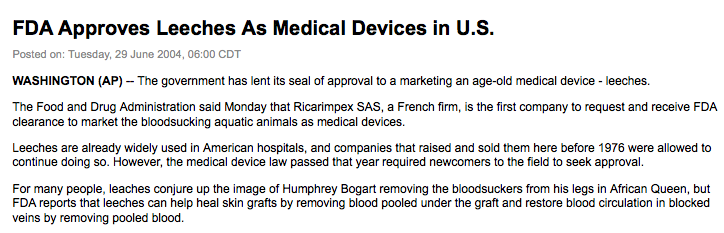 FDA Approves Leeches As Medical Devices in U.S.
Posted on: Tuesday, 29 June 2004, 06:00 CDT
WASHINGTON (AP) -- The government has lent its seal of approval to a marketing an age-old medical device - leeches.
The Food and Drug Administration said Monday that Ricarimpex SAS, a French firm, is the first company to request and receive FDA
clearance to market the bloodsucking aquatic animals as medical devices.
Leeches are already widely used in American hospitals, and companies that raised and sold them here before 1976 were allowed to
continue doing so. However, the medical device law passed that year required newcomers to the field to seek approval.
For many people, leaches conjure up the image of Humphrey Bogart removing the bloodsuckers from his legs in African Queen, but
FDA reports that leeches can help heal skin grafts by removing blood pooled under the graft and restore blood circulation in blocked
veins by removing pooled blood.